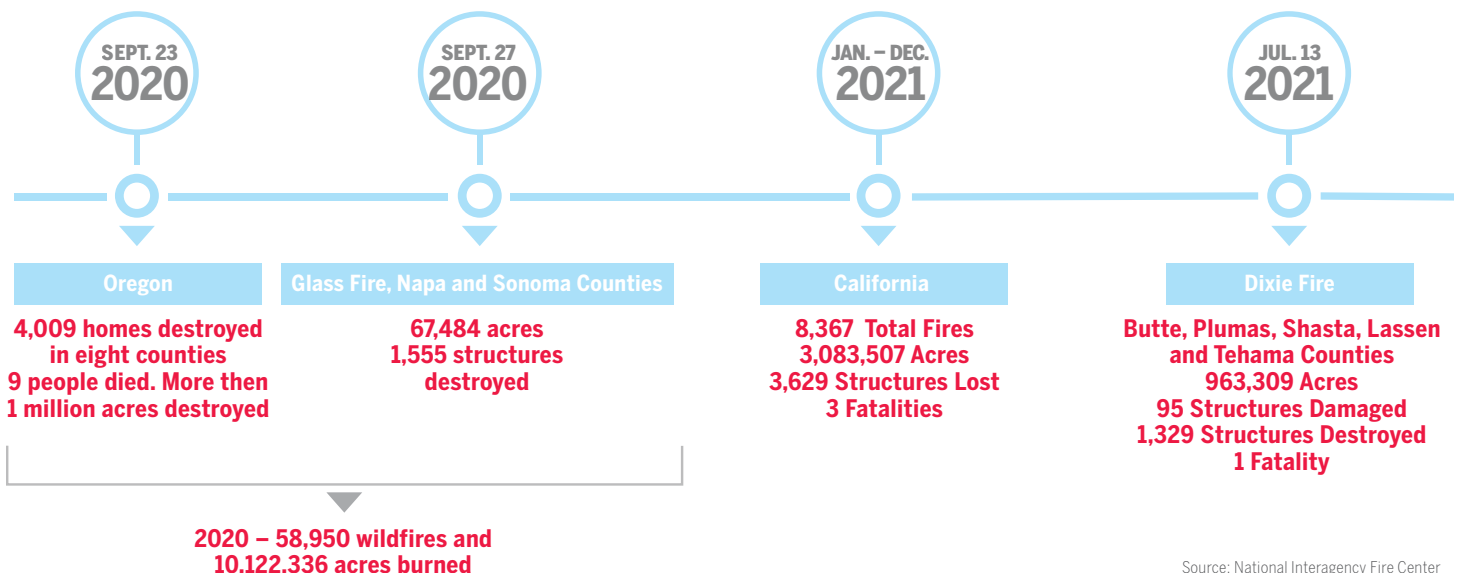 SEPT. 23
2020
SEPT. 27
2020
JAN. – DEC.
2021
JUL. 13
2021
Oregon
4,009 homes destroyed
in eight counties
9 people died. More then
1 million acres destroyed
Glass Fire, Napa and Sonoma Counties
67,484 acres
1,555 structures
destroyed
California
8,367 Total Fires
3,083,507 Acres
3,629 Structures Lost
3 Fatalities
Dixie Fire
Butte, Plumas, Shasta, Lassen
and Tehama Counties
963,309 Acres
95 Structures Damaged
1,329 Structures Destroyed
1 Fatality
2020 – 58,950 wildfires and
10.122.336 acres burned
Source: National Interagency Fire Center